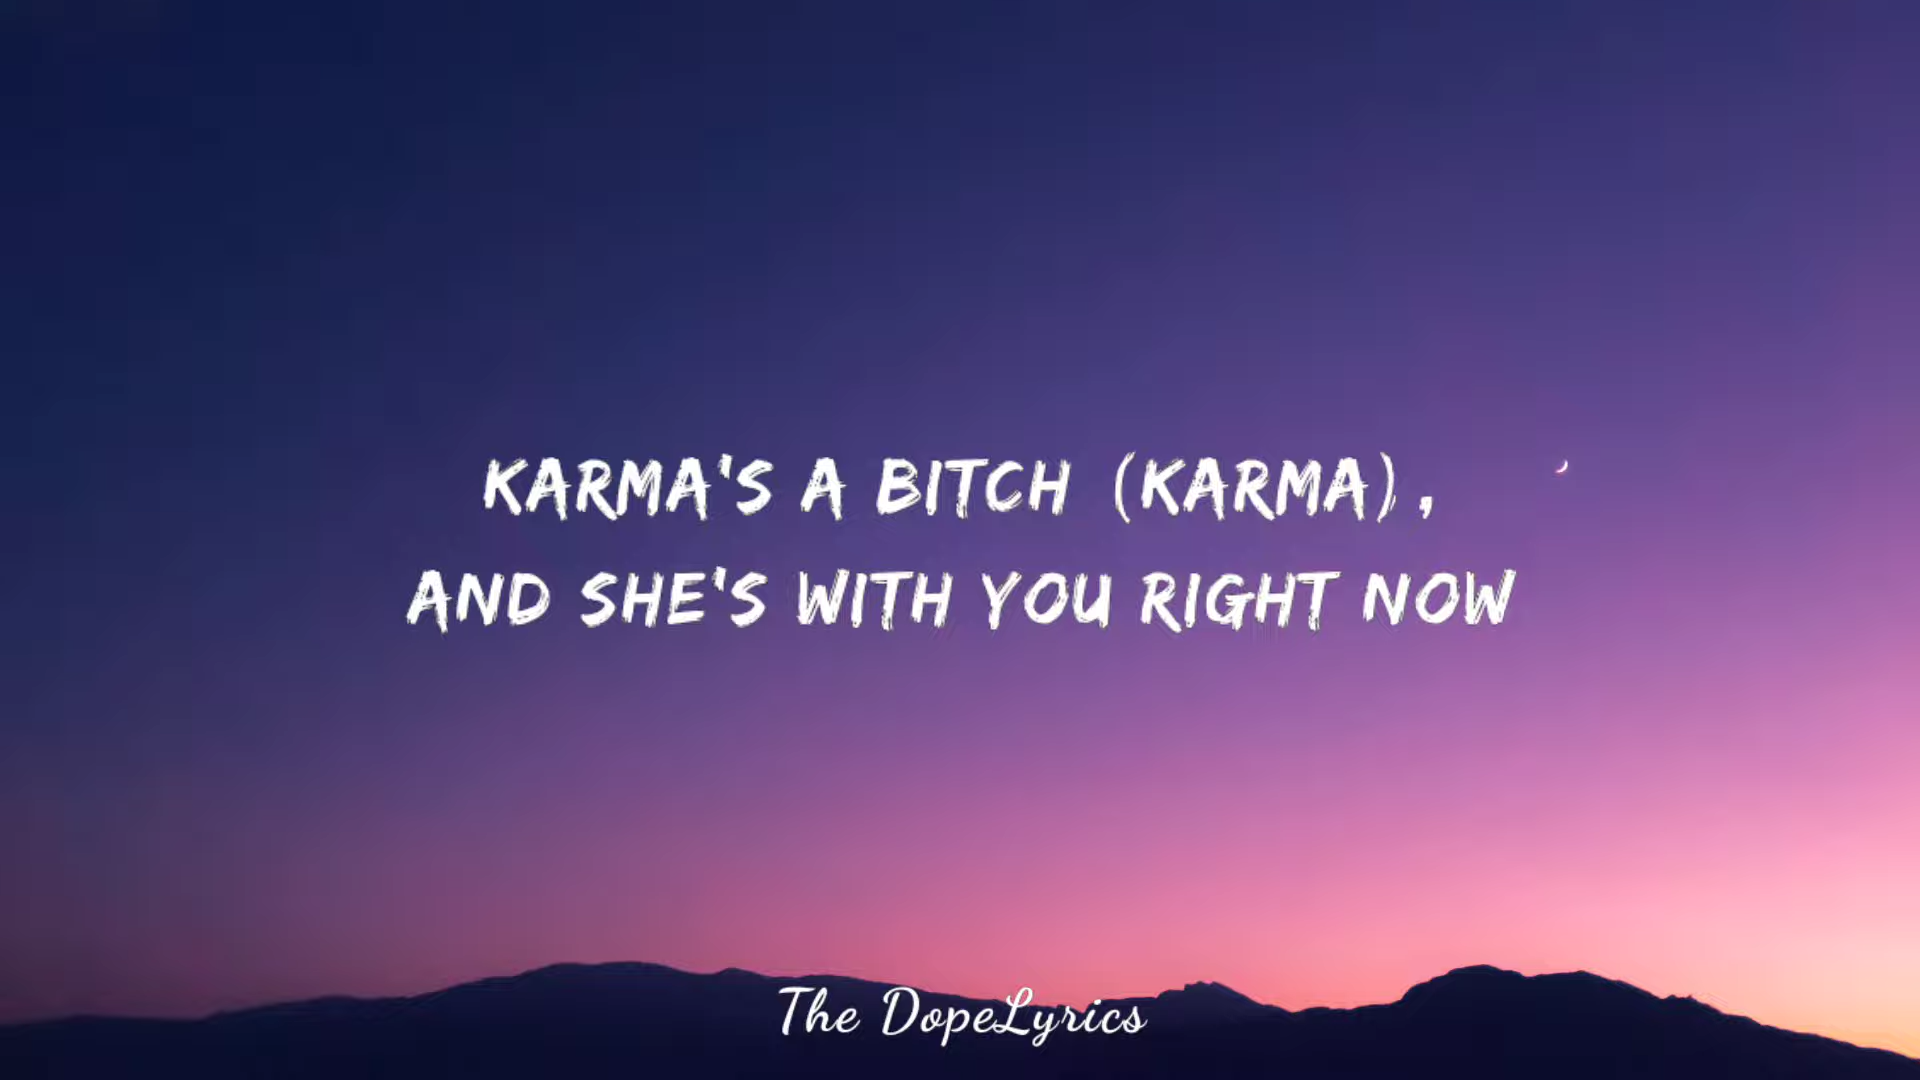 KARMA'S A BITCH (KARMA),
AND SHE'S WITH YOU RIGHT NOW
The DopeLyrics